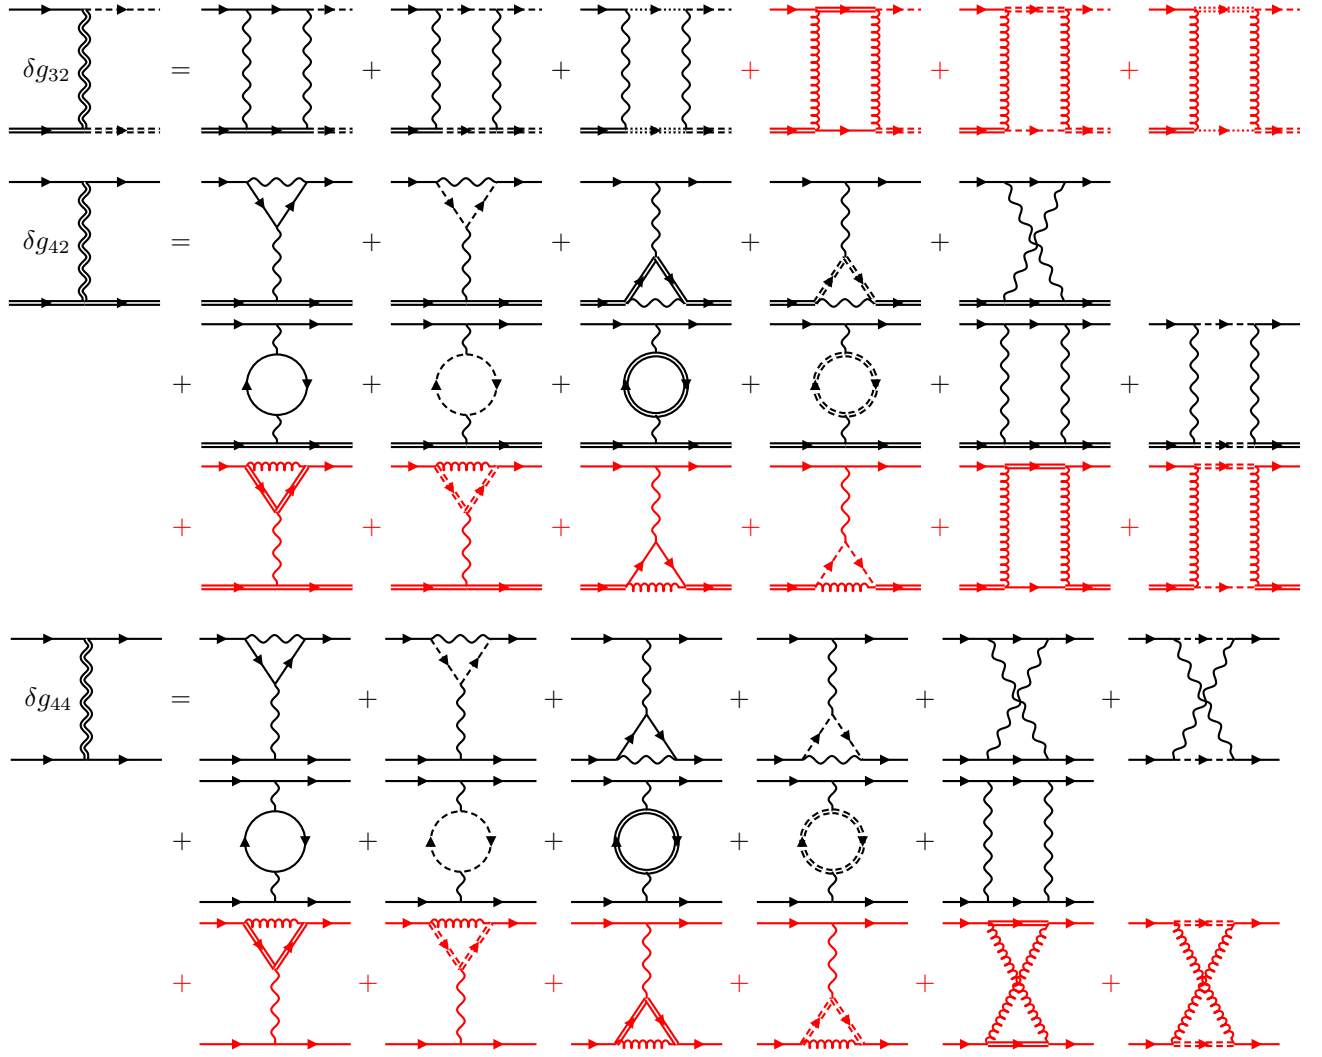 δg₃₂ = + + + + +
δg₄₂ = + + + +
+ + + + + +
+ + + + + +
δg₄₄ = + + + + +
+ + + + +
+ + + + + +